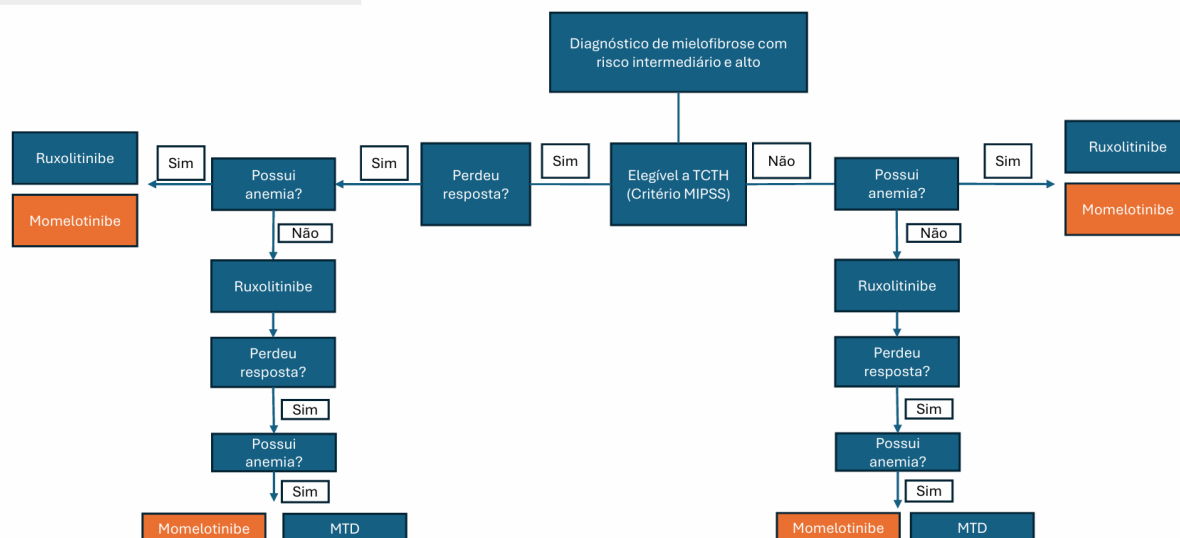 Diagnóstico de mielofibrose com
risco intermediário e alto
Ruxolitinibe
Momelotinibe
Sim
Possui
anemia?
Sim
Perdeu
resposta?
Sim
Elegível a TCTH
(Critério MIPSS)
Não
Possui
anemia?
Sim
Ruxolitinibe
Momelotinibe
Não
Ruxolitinibe
Perdeu
resposta?
Sim
Possui
anemia?
Sim
Momelotinibe
MTD
Não
Ruxolitinibe
Perdeu
resposta?
Sim
Possui
anemia?
Sim
Momelotinibe
MTD